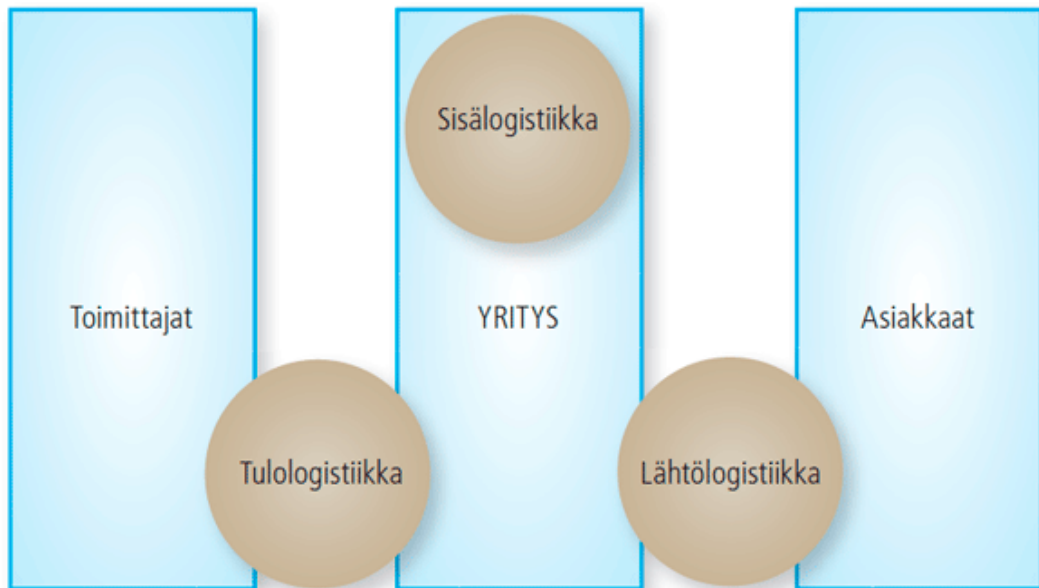 Sisälogistiikka
Toimittajat
YRITYS
Asiakkaat
Tulologistiikka
Lähtölogistiikka